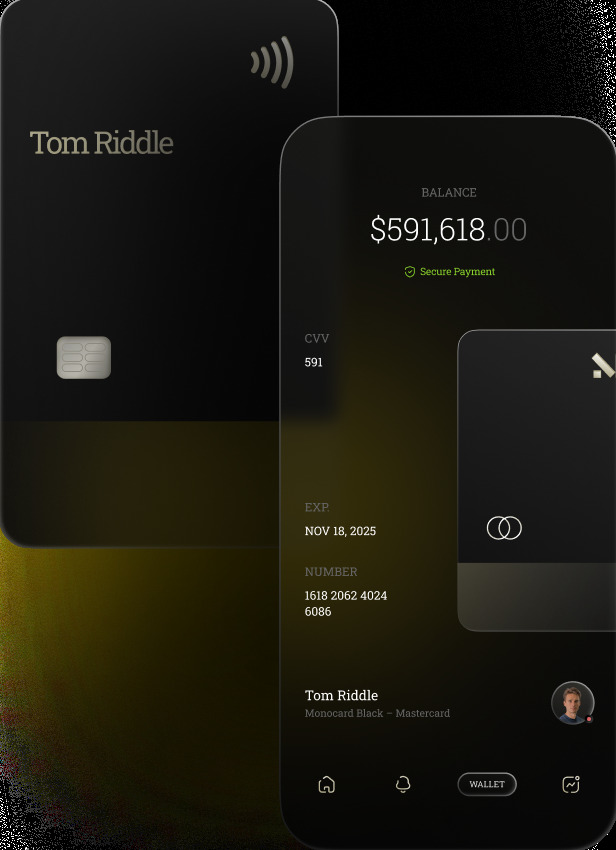 Tom Riddle
BALANCE
$591,618.00
Secure Payment
CVV
591
EXP.
NOV 18, 2025
NUMBER
1618 2062 4024
6086
Tom Riddle
Monocard Black – Mastercard
WALLET